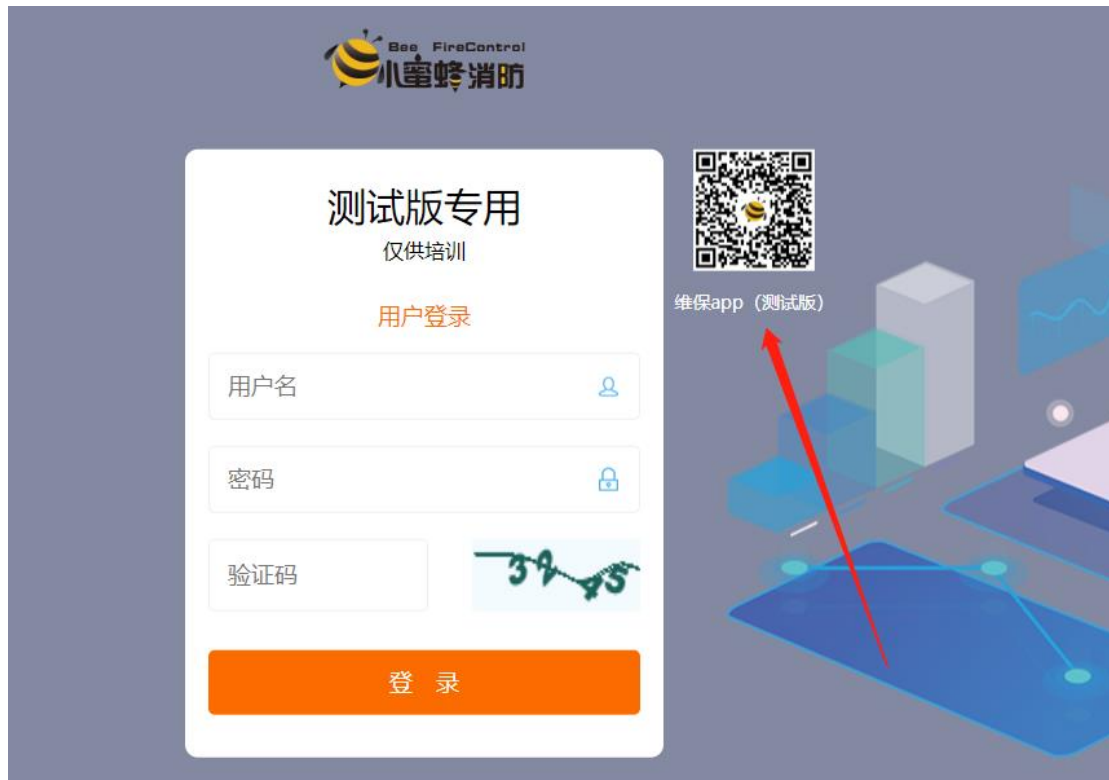 Bee FireControl
小蜜蜂消防
测试版专用
仅供培训
用户登录
用户名
密码
验证码
登 录
维保app（测试版）